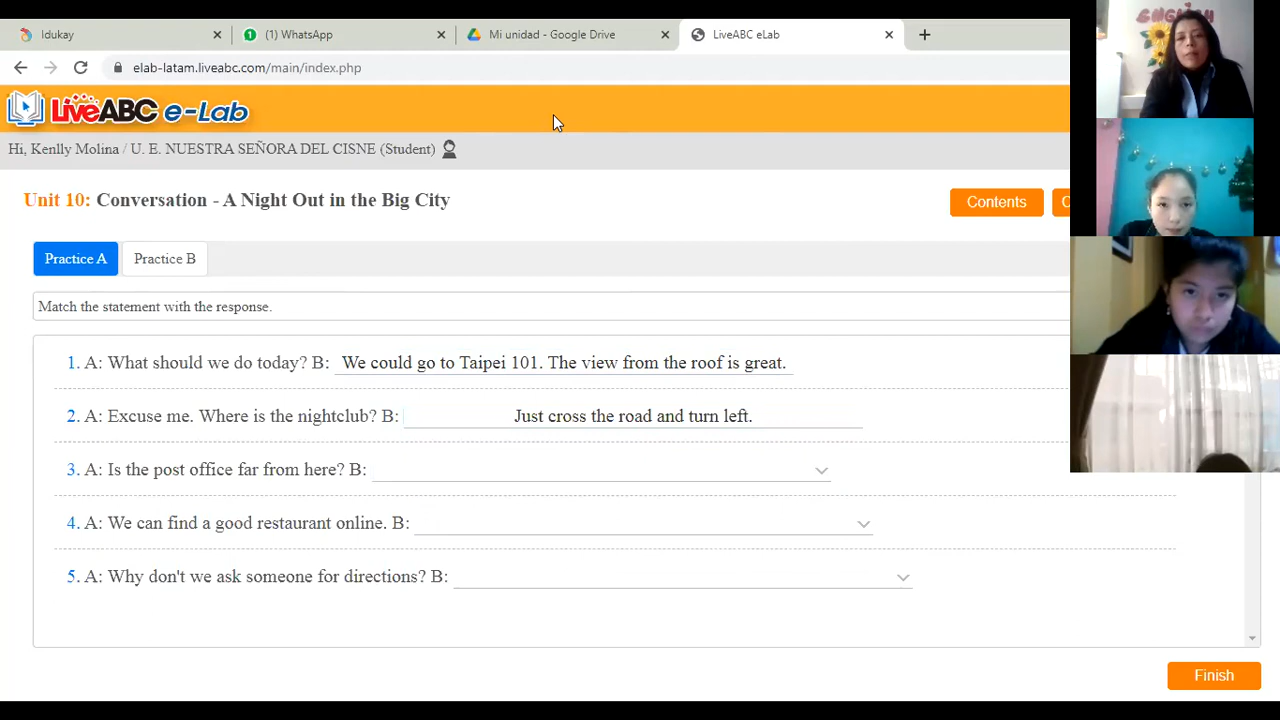 ENGLISH
Idukay
(1) WhatsApp
Mi unidad - Google Drive
LiveABC eLab
elab-latam.liveabc.com/main/index.php
LiveABC e-Lab
Hi, Kenlly Molina / U. E. NUESTRA SEÑORA DEL CISNE (Student)
Unit 10: Conversation - A Night Out in the Big City
Contents
Practice A
Practice B
Match the statement with the response.
1. A: What should we do today? B: We could go to Taipei 101. The view from the roof is great.
2. A: Excuse me. Where is the nightclub? B: Just cross the road and turn left.
3. A: Is the post office far from here? B:
4. A: We can find a good restaurant online. B:
5. A: Why don't we ask someone for directions? B:
Finish